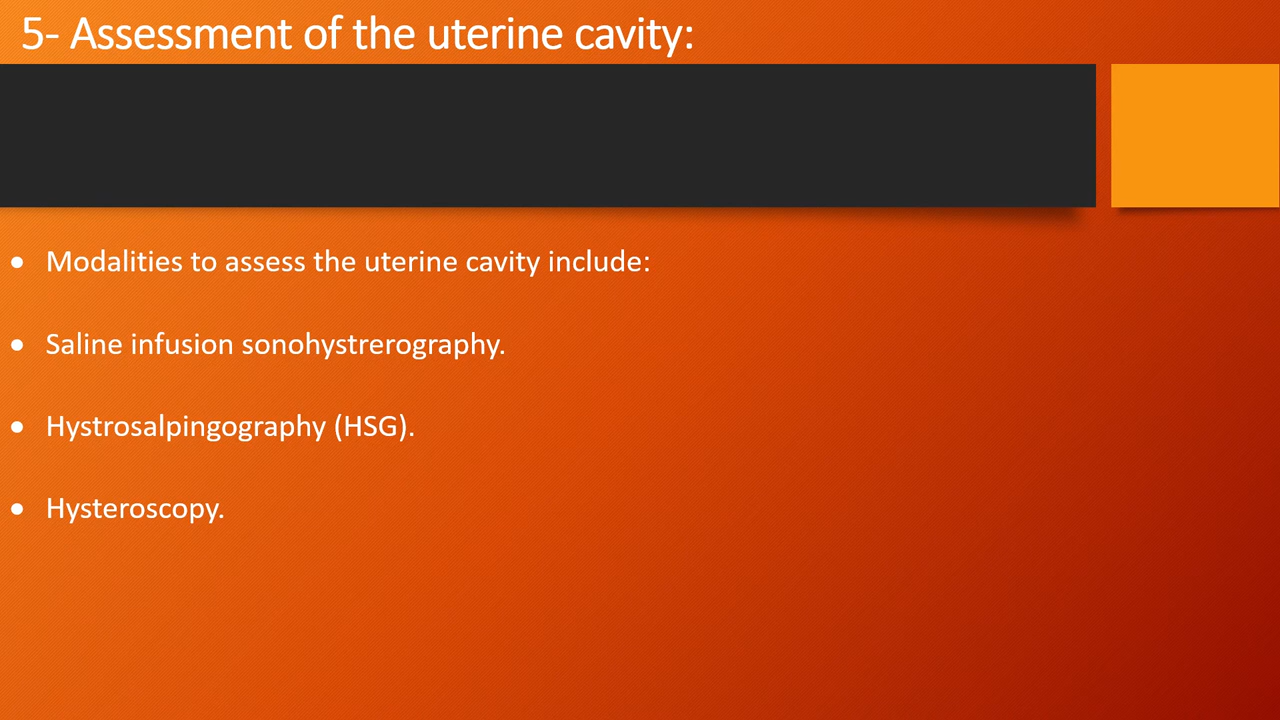 5- Assessment of the uterine cavity:
• Modalities to assess the uterine cavity include:
• Saline infusion sonohystrerography.
• Hystrosalpingography (HSG).
• Hysteroscopy.